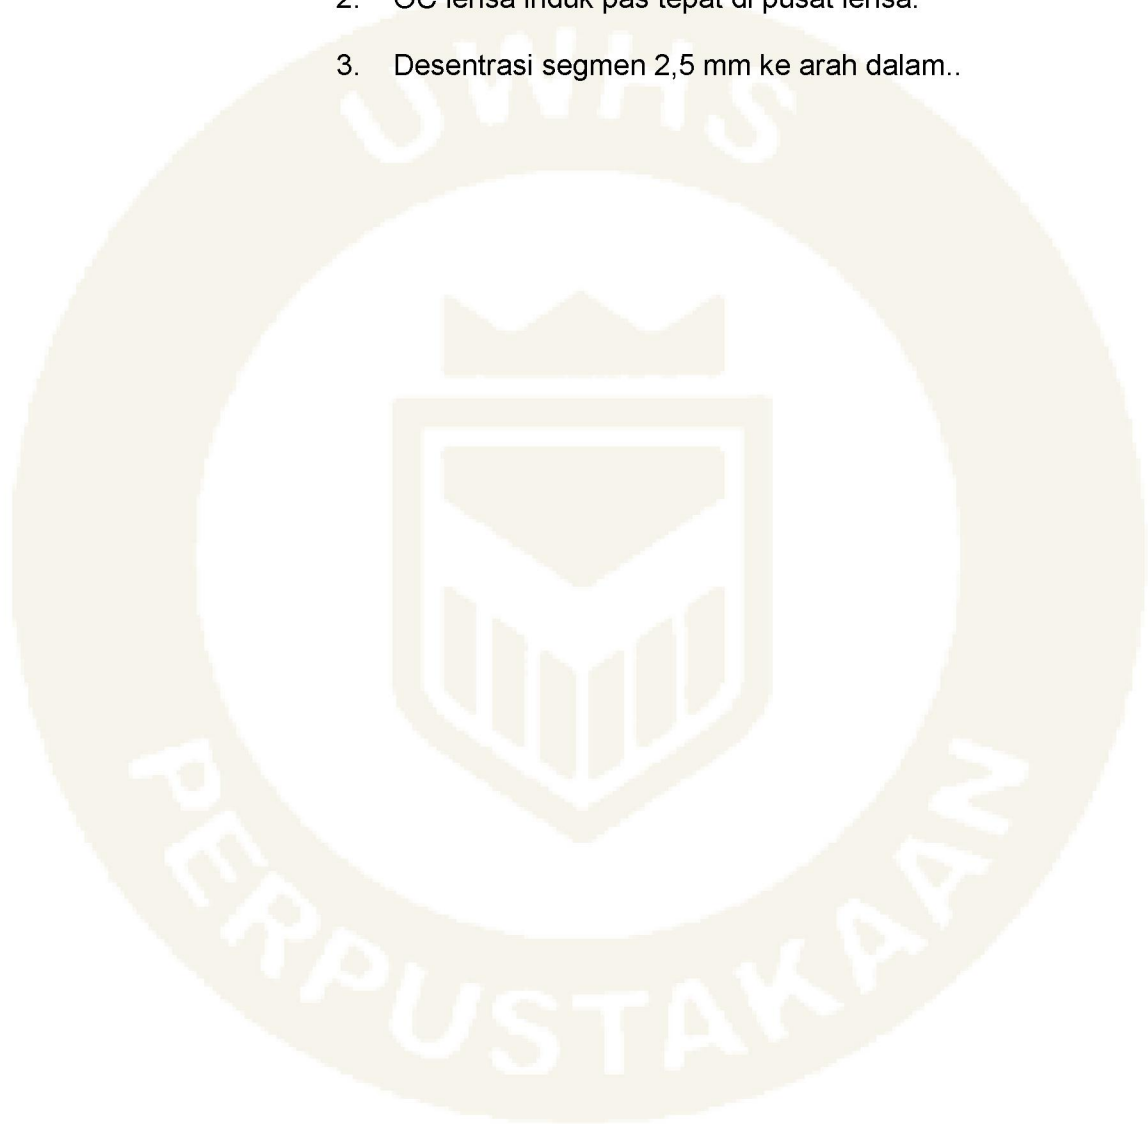 2. OC lensa induk pas tepat di pusat lensa.
3. Desentrasi segmen 2,5 mm ke arah dalam..
UWHS
PERPUSTAKAAN